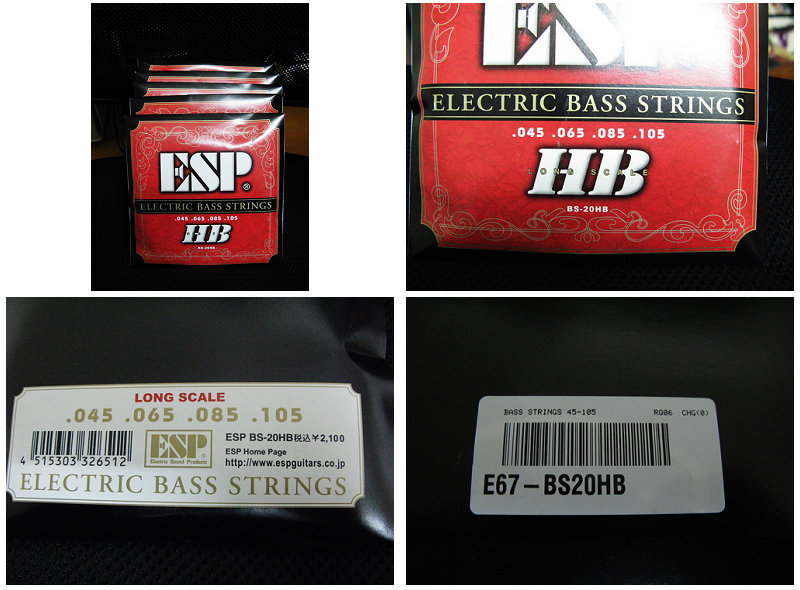 ESP®
ELECTRIC BASS STRINGS
.045 .065 .085 .105
HB
BS-20HB
ESP
ELECTRIC BASS STRINGS
.045 .065 .085 .105
HB
LONG SCALE
BS-20HB
LONG SCALE
.045 .065 .085 .105
4 515303 326512
ESP
Electric Sound Products
ESP BS-20HB税込¥2,100
ESP Home Page
http://www.espguitars.co.jp
ELECTRIC BASS STRINGS
BASS STRINGS 45-105 RQ06 CHG(0)
E67-BS20HB